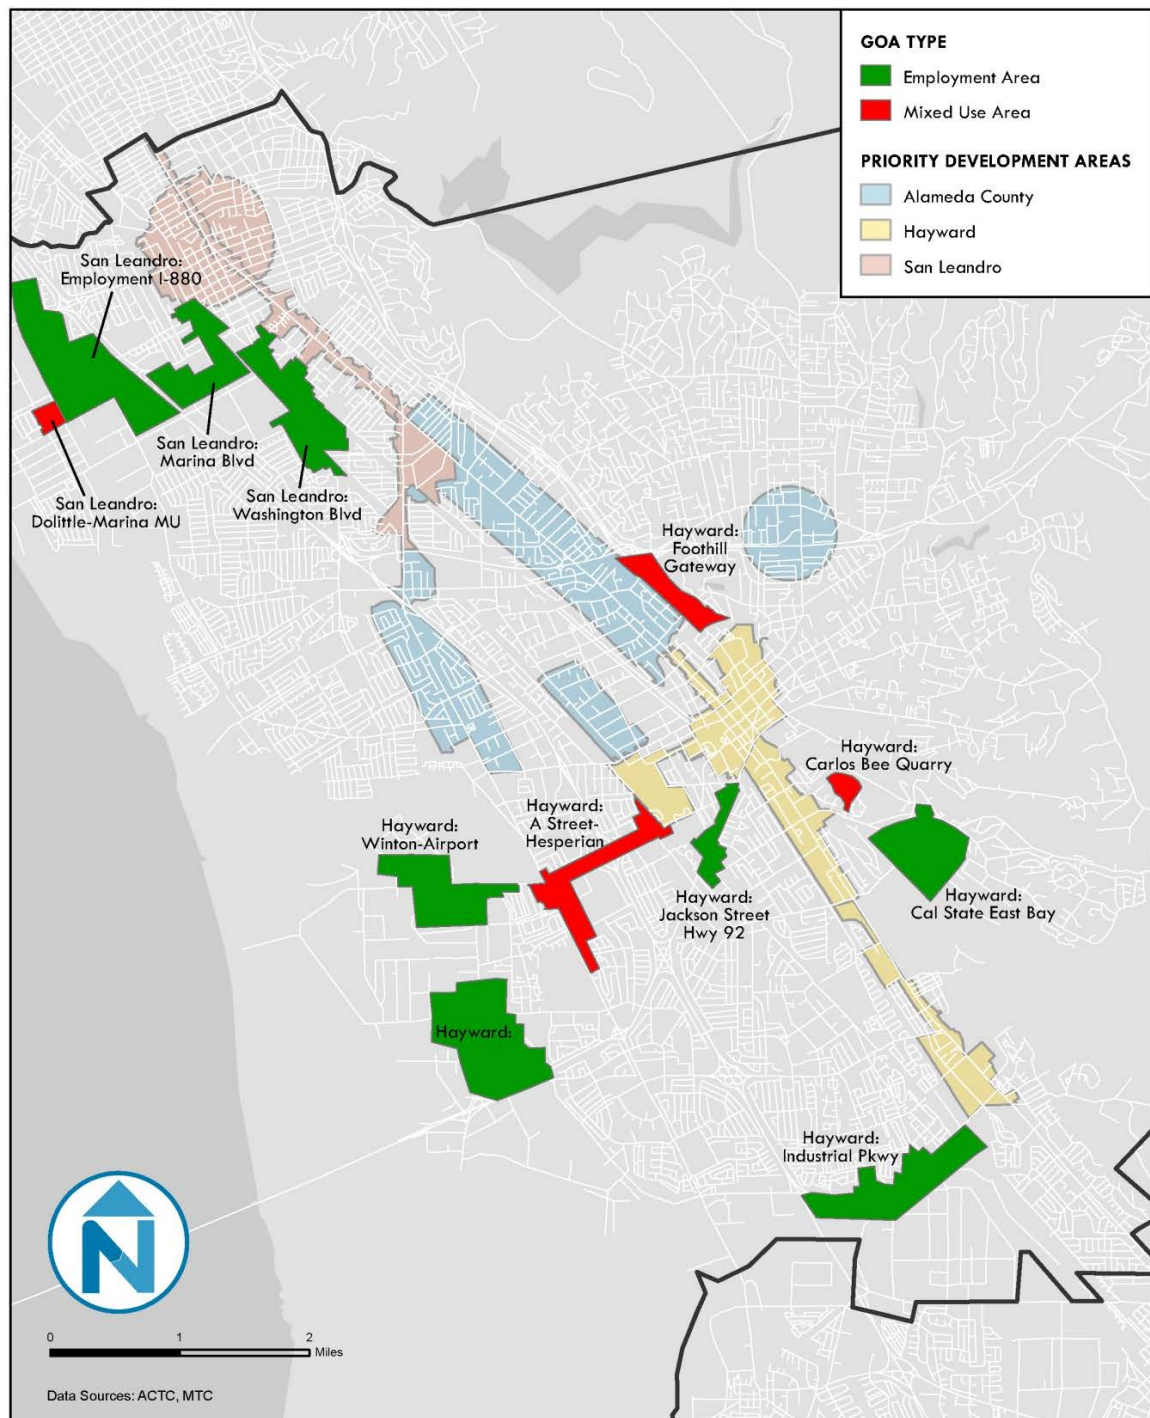 GOA TYPE
Employment Area
Mixed Use Area
PRIORITY DEVELOPMENT AREAS
Alameda County
Hayward
San Leandro
San Leandro:
Employment I-880
San Leandro:
Marina Blvd
San Leandro:
Dolittle-Marina MU
San Leandro:
Washington Blvd
Hayward:
Foothill
Gateway
Hayward:
Carlos Bee Quarry
Hayward:
A Street-
Hesperian
Hayward:
Winton-Airport
Hayward:
Jackson Street
Hwy 92
Hayward:
Cal State East Bay
Hayward:
Hayward:
Industrial Pkwy
N
0 1 2
Miles
Data Sources: ACTC, MTC